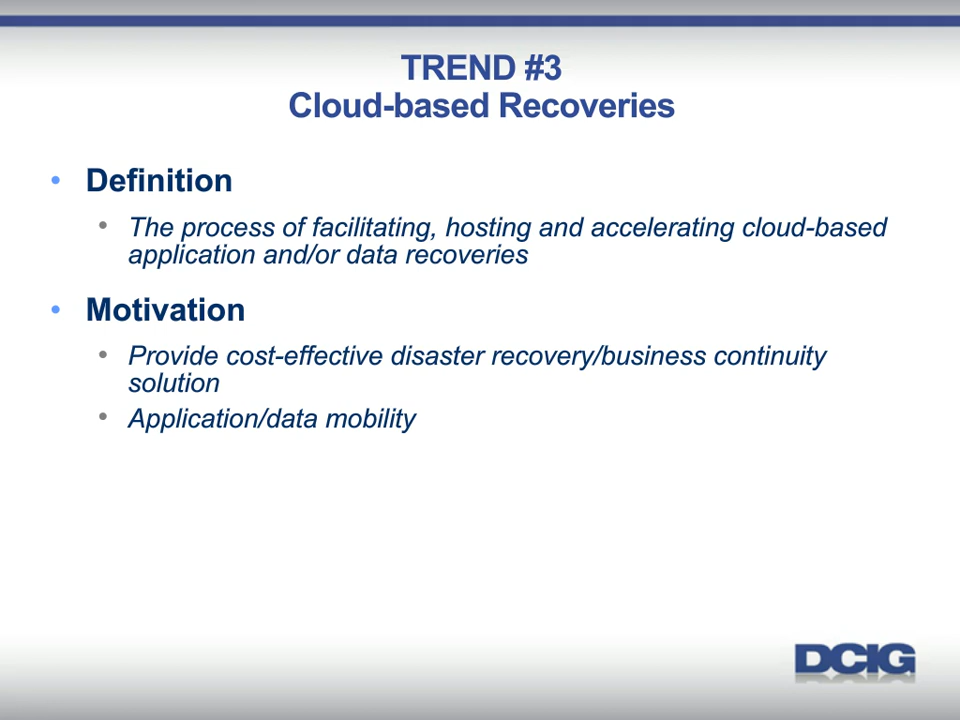 TREND #3
Cloud-based Recoveries
• Definition
• The process of facilitating, hosting and accelerating cloud-based
application and/or data recoveries
• Motivation
• Provide cost-effective disaster recovery/business continuity
solution
• Application/data mobility
DCIG